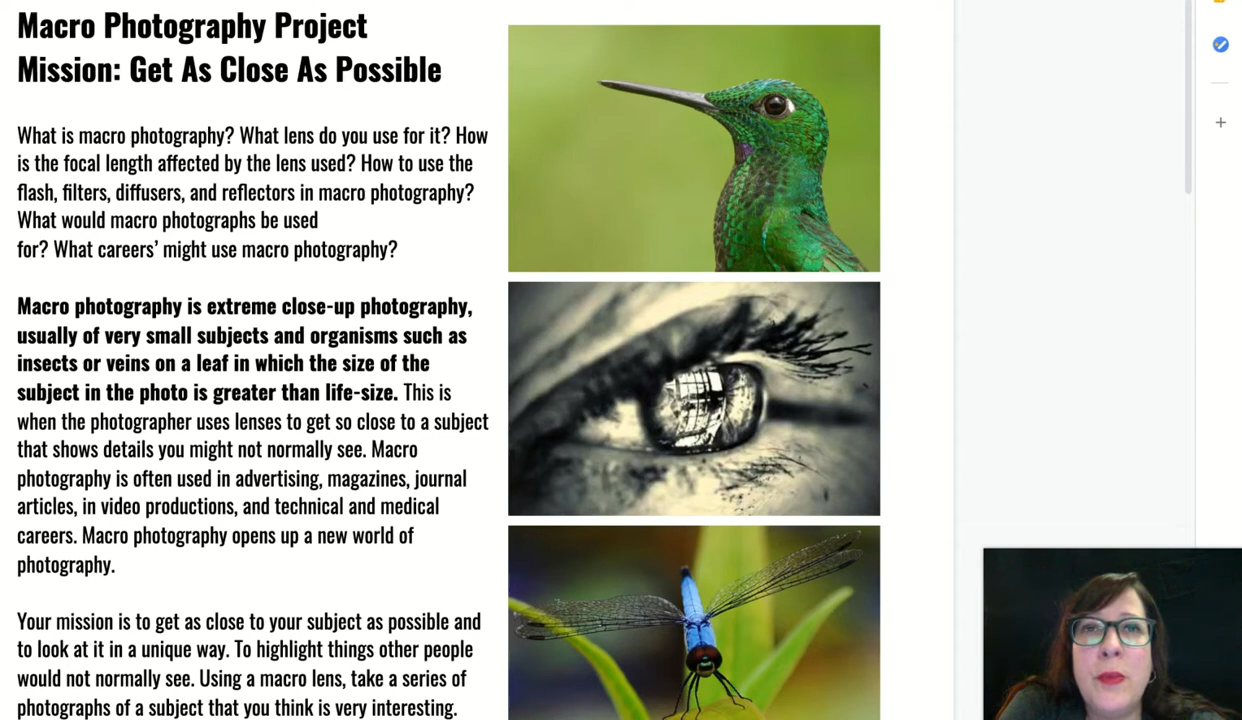 Macro Photography Project
Mission: Get As Close As Possible
What is macro photography? What lens do you use for it? How
is the focal length affected by the lens used? How to use the
flash, filters, diffusers, and reflectors in macro photography?
What would macro photographs be used
for? What careers’ might use macro photography?
Macro photography is extreme close-up photography,
usually of very small subjects and organisms such as
insects or veins on a leaf in which the size of the
subject in the photo is greater than life-size. This is
when the photographer uses lenses to get so close to a subject
that shows details you might not normally see. Macro
photography is often used in advertising, magazines, journal
articles, in video productions, and technical and medical
careers. Macro photography opens up a new world of
photography.
Your mission is to get as close to your subject as possible and
to look at it in a unique way. To highlight things other people
would not normally see. Using a macro lens, take a series of
photographs of a subject that you think is very interesting.